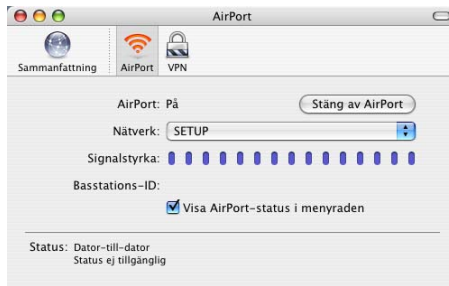 AirPort
Sammanfattning AirPort VPN
AirPort: På Stäng av AirPort
Nätverk: SETUP
Signalstyrka:
Basstations-ID:
Visa AirPort-status i menyraden
Status: Dator-till-dator
Status ej tillgänglig